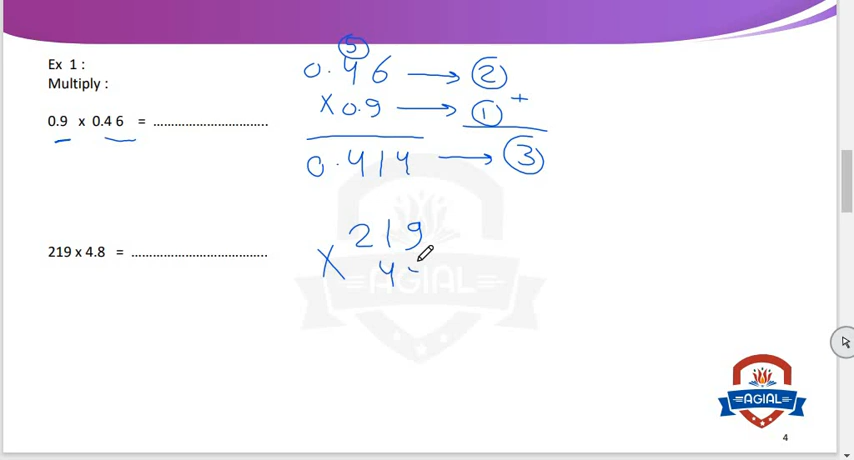 Ex 1 :
Multiply :
0.9 x 0.4 6 = ..............................
5
0.46 → 2
x 0.9 → 1 +
0.414 → 3
219 x 4.8 = ...................................
219
x 4
AGIAL
AGIAL
4